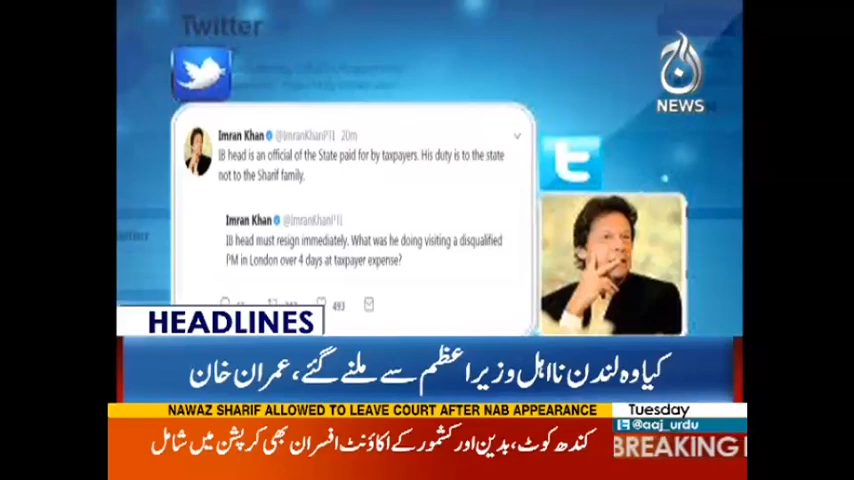 Twitter
آج
NEWS
Imran Khan @ImranKhanPTI 20m
IB head is an official of the State paid for by taxpayers. His duty is to the state
not to the Sharif family.
Imran Khan @ImranKhanPTI
IB head must resign immediately. What was he doing visiting a disqualified
PM in London over 4 days at taxpayer expense?
493
HEADLINES
کیا وہ لندن نااہل وزیراعظم سے ملنے گئے، عمران خان
NAWAZ SHARIF ALLOWED TO LEAVE COURT AFTER NAB APPEARANCE
Tuesday
@aaj_urdu
کندھ کوٹ، بدین اور کشمور کے اکاؤنٹ افسران بھی کرپشن میں شامل
BREAKING